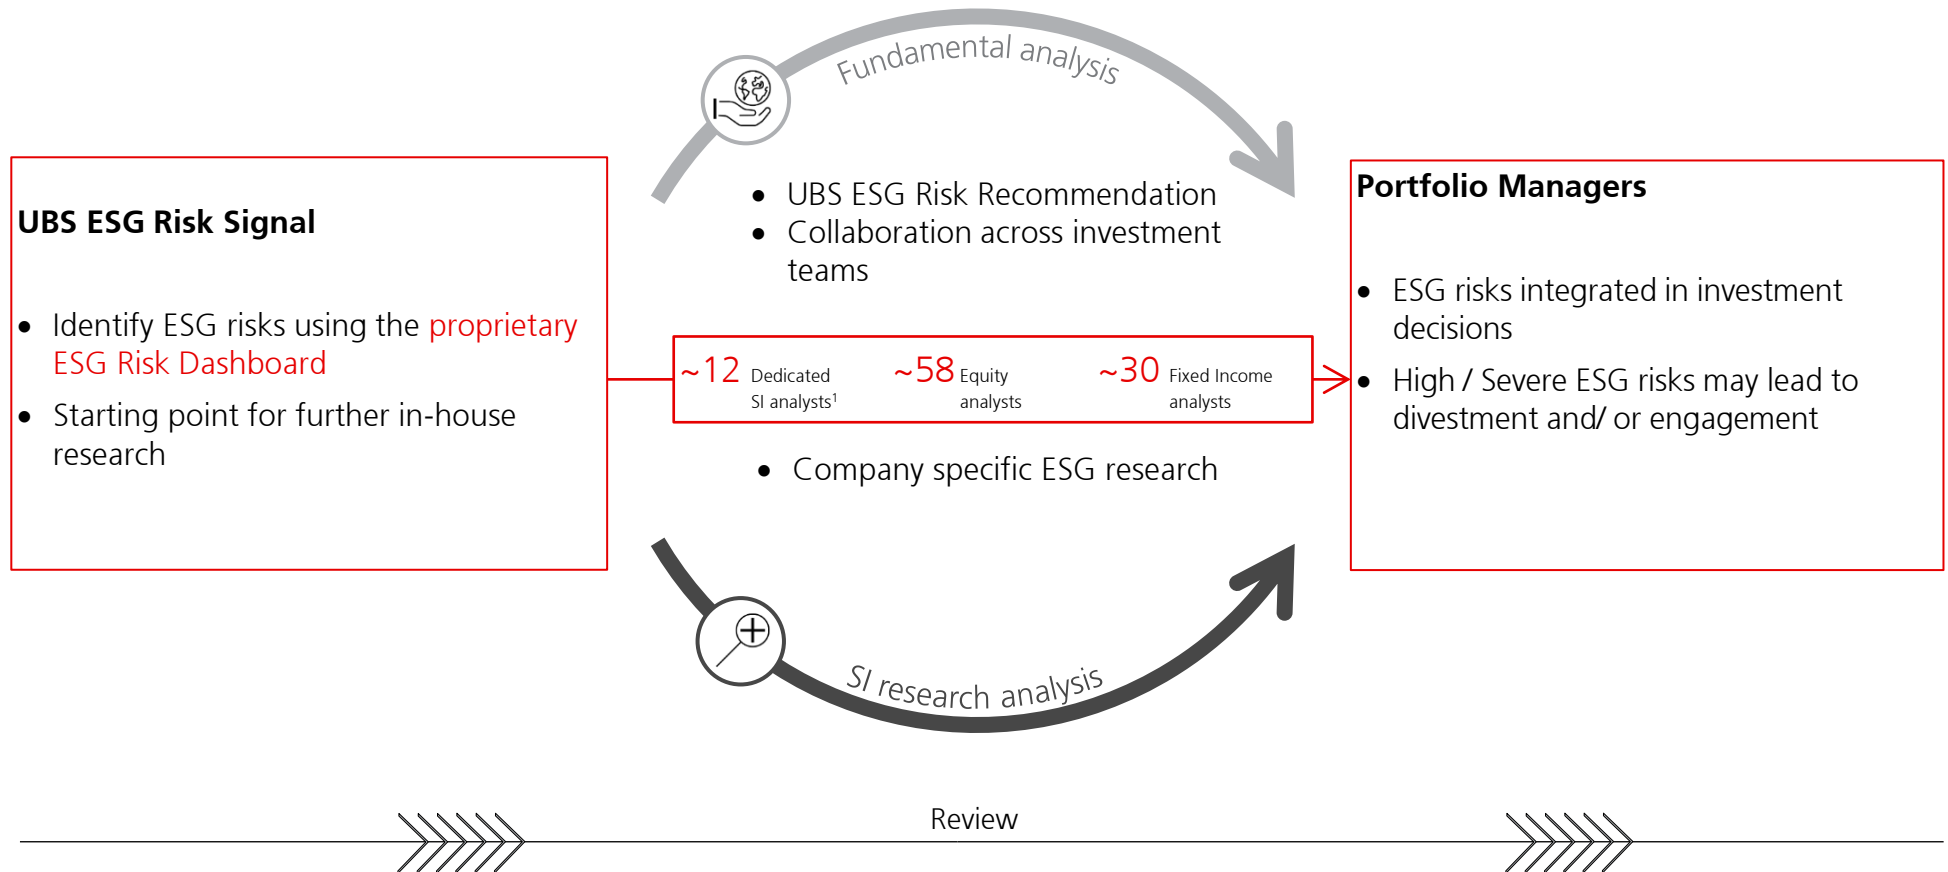 Fundamental analysis
UBS ESG Risk Signal
• Identify ESG risks using the proprietary
ESG Risk Dashboard
• Starting point for further in-house
research
• UBS ESG Risk Recommendation
• Collaboration across investment
teams
~12 Dedicated
SI analysts¹
~58 Equity
analysts
~30 Fixed Income
analysts
• Company specific ESG research
SI research analysis
Portfolio Managers
• ESG risks integrated in investment
decisions
• High / Severe ESG risks may lead to
divestment and/ or engagement
Review